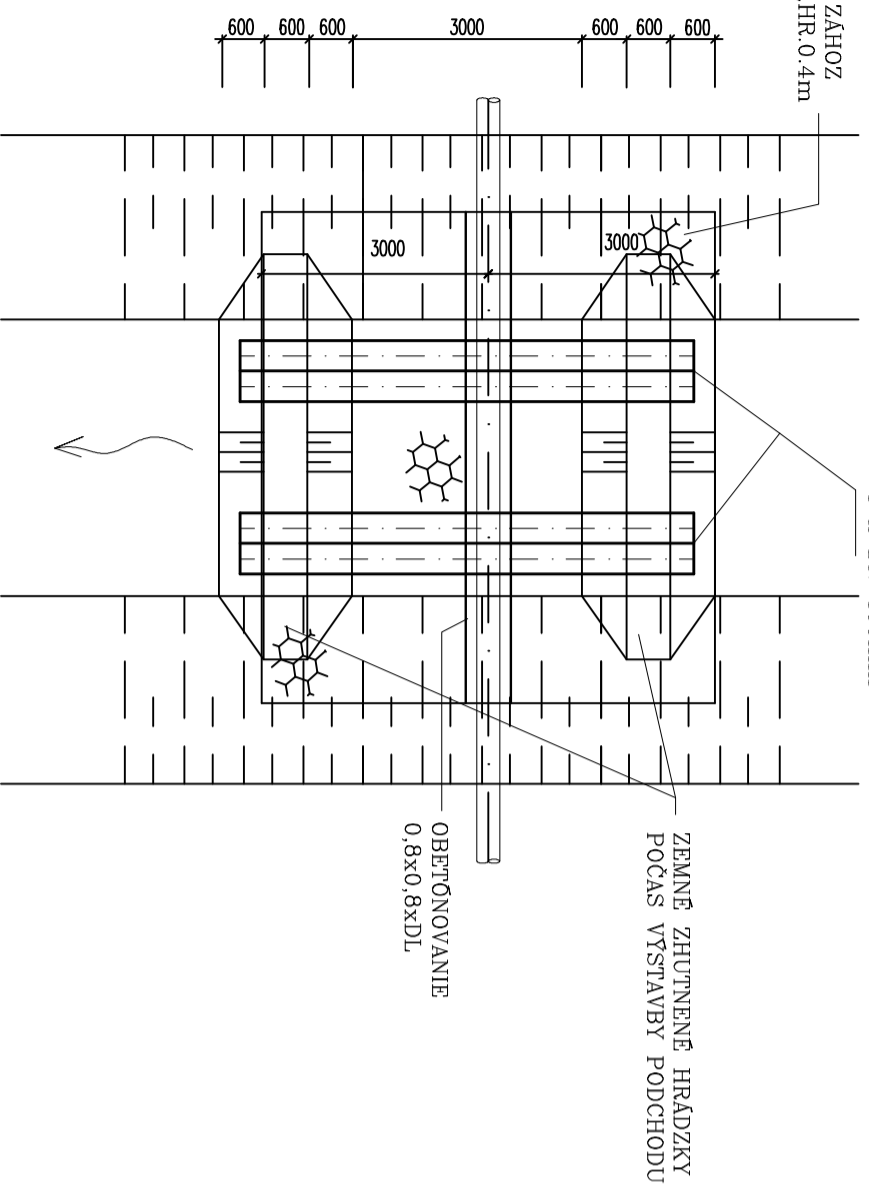 600 600 600 3000 600 600 600
ZÁHOZ
HR.0.4m
3000
3000
OBETÓNOVANIE
0,8x0,8xDL
ZEMNÉ ZHUTNENÉ HRÁDZKY
POČAS VÝSTAVBY PODCHODU